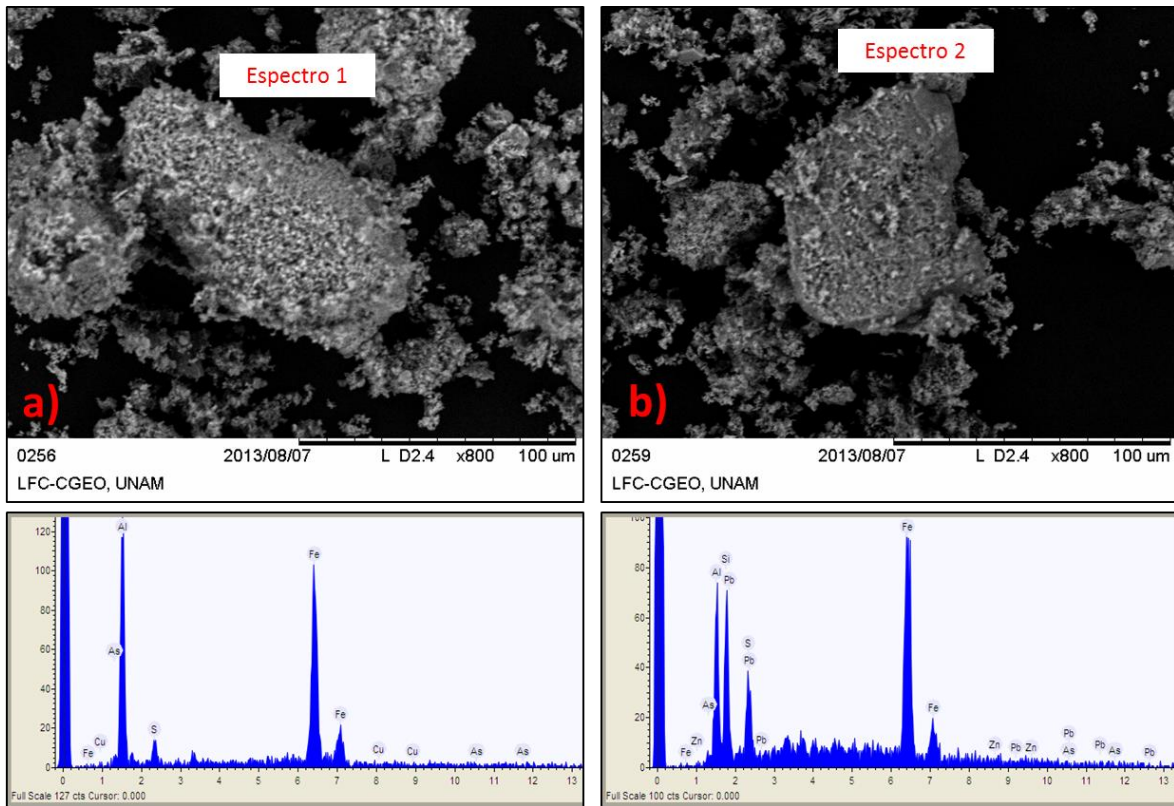 Espectro 1
a)
0256 2013/08/07 L D2.4 x800 100 um
LFC-CGEO, UNAM
Espectro 2
b)
0259 2013/08/07 L D2.4 x800 100 um
LFC-CGEO, UNAM
120
100
80
60
40
20
0
Al
As
Fe
Cu
S
Fe
Fe
Cu
Cu
As
As
0 1 2 3 4 5 6 7 8 9 10 11 12 13
Full Scale 127 cts Cursor: 0.000
100
80
60
40
20
0
Fe
Si
Al
Pb
S
Pb
As
Zn
Fe
Pb
Fe
Zn
Pb
Zn
Pb
As
Pb
As
Pb
0 1 2 3 4 5 6 7 8 9 10 11 12 13
Full Scale 100 cts Cursor: 0.000